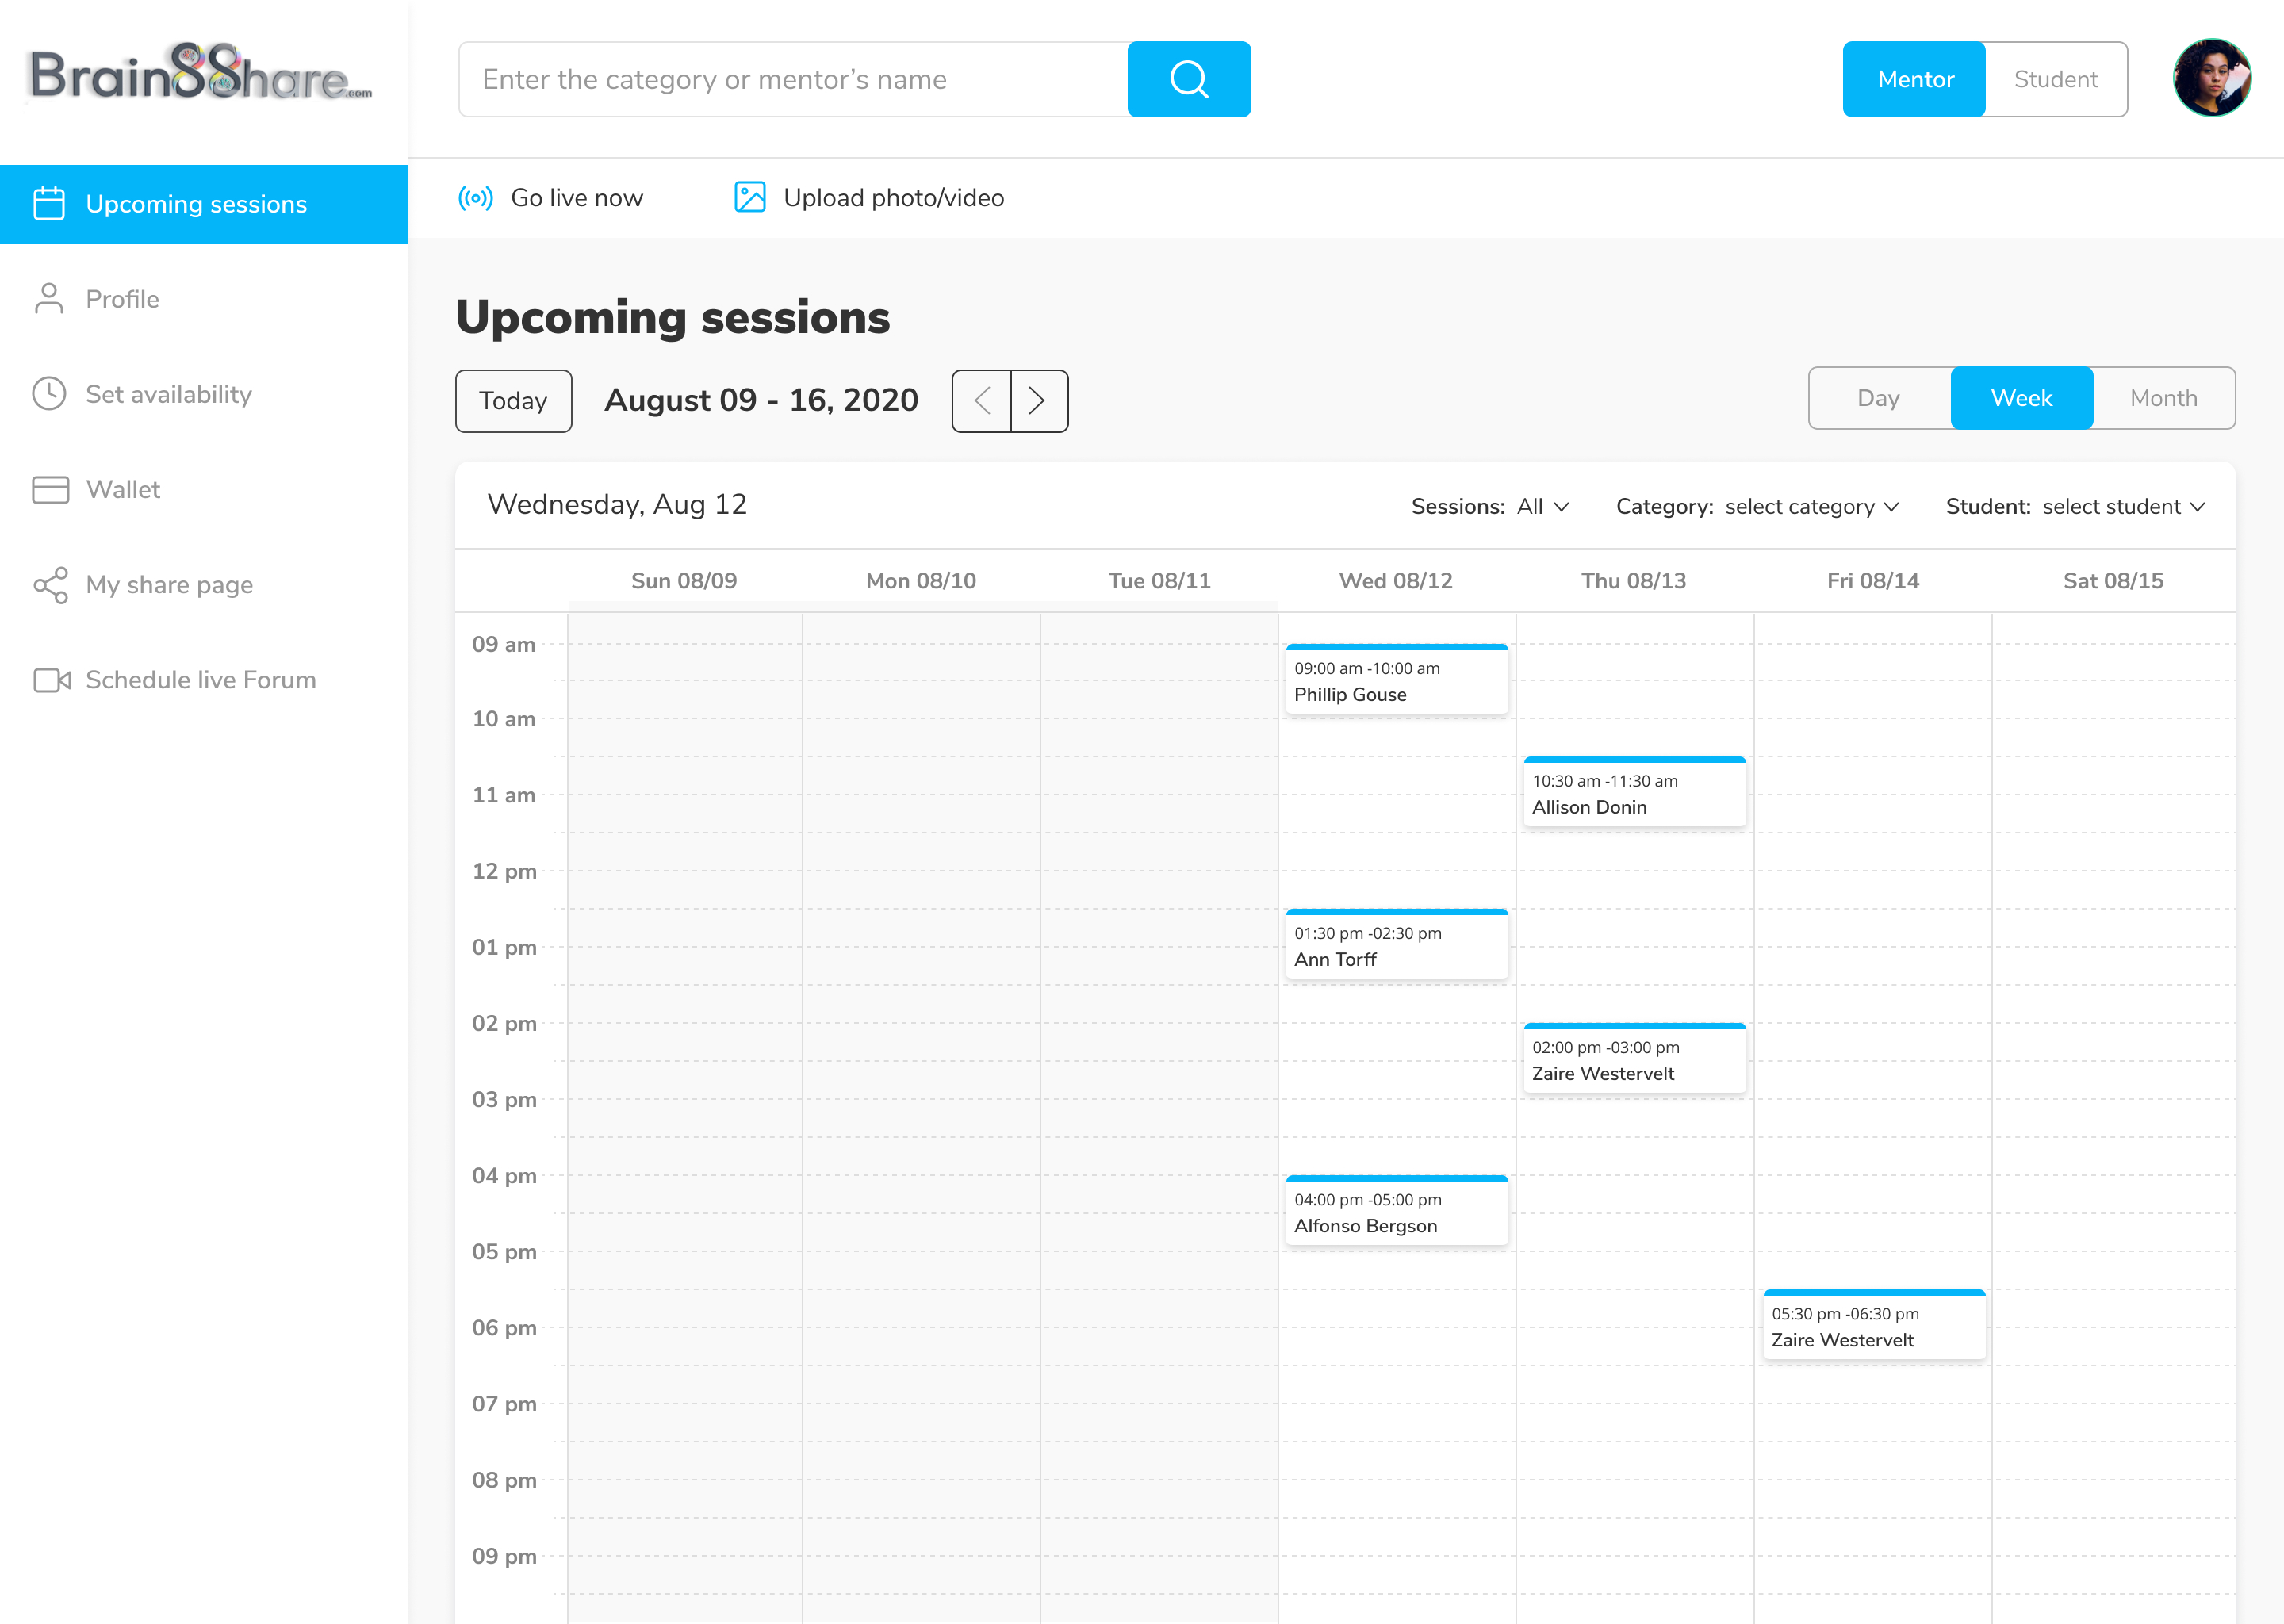 Brain88hare.com
Enter the category or mentor’s name
Mentor
Student
Upcoming sessions
Profile
Set availability
Wallet
My share page
Schedule live Forum
Go live now
Upload photo/video
Upcoming sessions
Today
August 09 - 16, 2020
Day
Week
Month
Wednesday, Aug 12
Sessions: All
Category: select category
Student: select student
Sun 08/09
Mon 08/10
Tue 08/11
Wed 08/12
Thu 08/13
Fri 08/14
Sat 08/15
09 am
09:00 am -10:00 am
Phillip Gouse
10 am
10:30 am -11:30 am
Allison Donin
11 am
12 pm
01:30 pm -02:30 pm
Ann Torff
01 pm
02 pm
02:00 pm -03:00 pm
Zaire Westervelt
03 pm
04 pm
04:00 pm -05:00 pm
Alfonso Bergson
05 pm
05:30 pm -06:30 pm
Zaire Westervelt
06 pm
07 pm
08 pm
09 pm